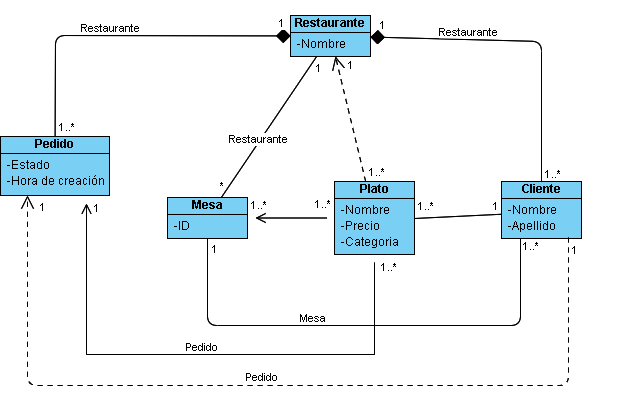 Restaurante
-Nombre
1
1
Restaurante
Restaurante
1
1
Restaurante
1..*
Pedido
-Estado
-Hora de creación
1
1
*
Mesa
-ID
1
1..*
1..*
1..*
Plato
-Nombre
-Precio
-Categoria
1..*
1..*
1
1..*
Cliente
-Nombre
-Apellido
1..*
1
Mesa
Pedido
Pedido